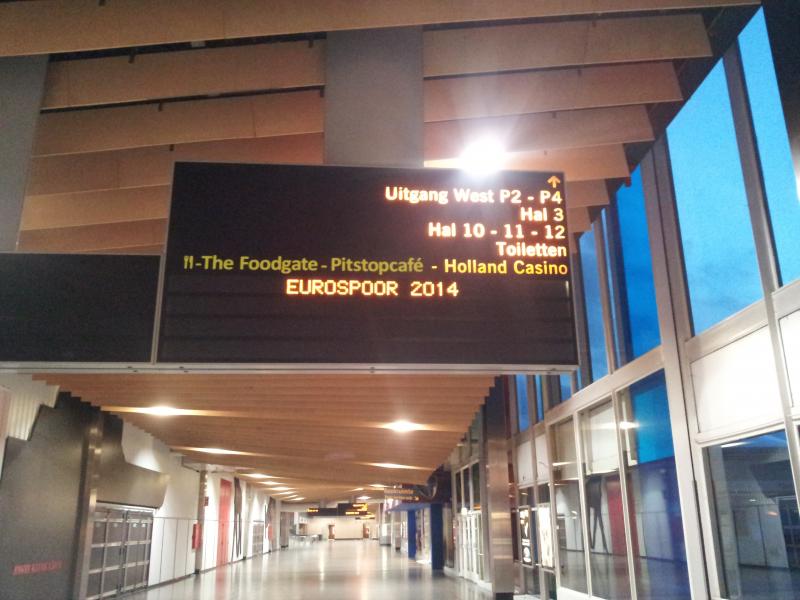 Uitgang West P2 - P4
Hal 3
Hal 10 - 11 - 12
Toiletten
-The Foodgate - Pitstopcafé - Holland Casino
EUROSPOOR 2014